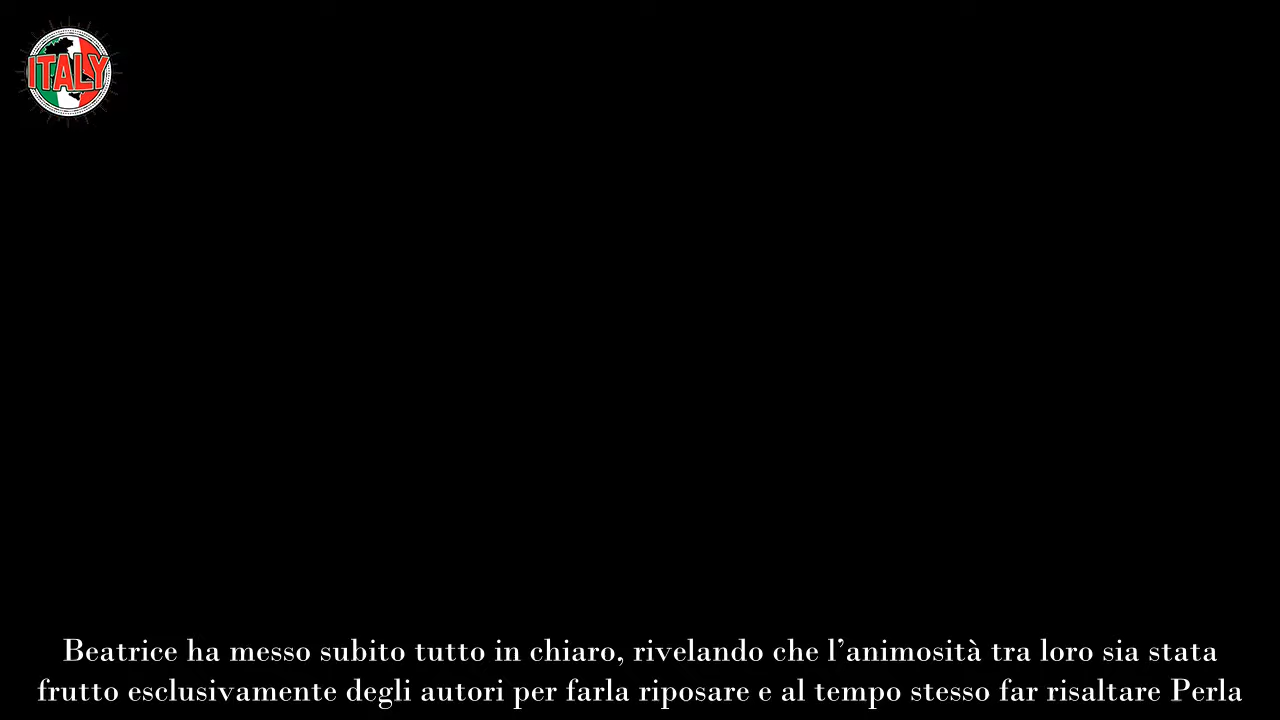 ITALY
Beatrice ha messo subito tutto in chiaro, rivelando che l’animosità tra loro sia stata
frutto esclusivamente degli autori per farla riposare e al tempo stesso far risaltare Perla